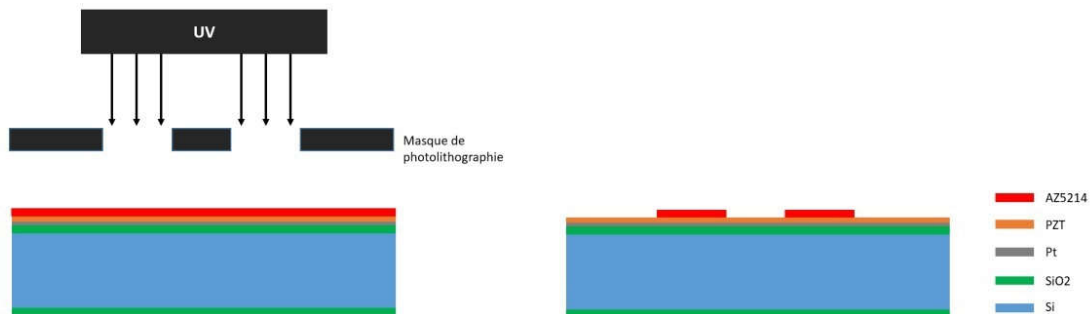 UV
Masque de
photolithographie
AZ5214
PZT
Pt
SiO2
Si